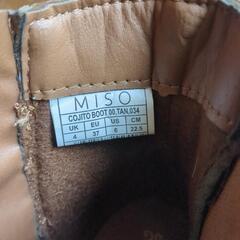 MISO
COJITO BOOT 00,TAN,034
UK EU US CM
4 37 6 22.5